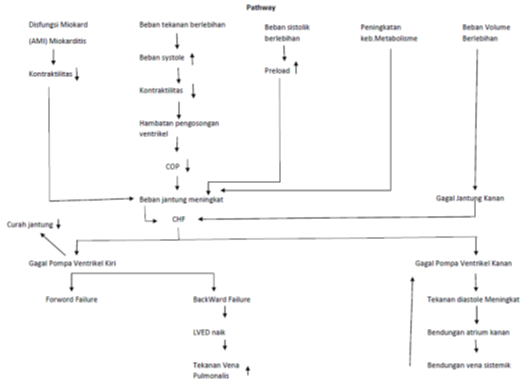 Pathway
Disfungsi Miokard
(AMI) Miokarditis
Kontraktilitas
Beban tekanan berlebihan
Beban systole
Kontraktilitas
Hambatan pengosongan
ventrikel
COP
Beban sistolik
berlebihan
Preload
Peningkatan
keb.Metabolisme
Beban Volume
Berlebihan
Beban jantung meningkat
Gagal Jantung Kanan
CHF
Curah jantung
Gagal Pompa Ventrikel Kiri
Gagal Pompa Ventrikel Kanan
Forword Failure
BackWard Failure
LVED naik
Tekanan Vena
Pulmonalis
Tekanan diastole Meningkat
Bendungan atrium kanan
Bendungan vena sistemik